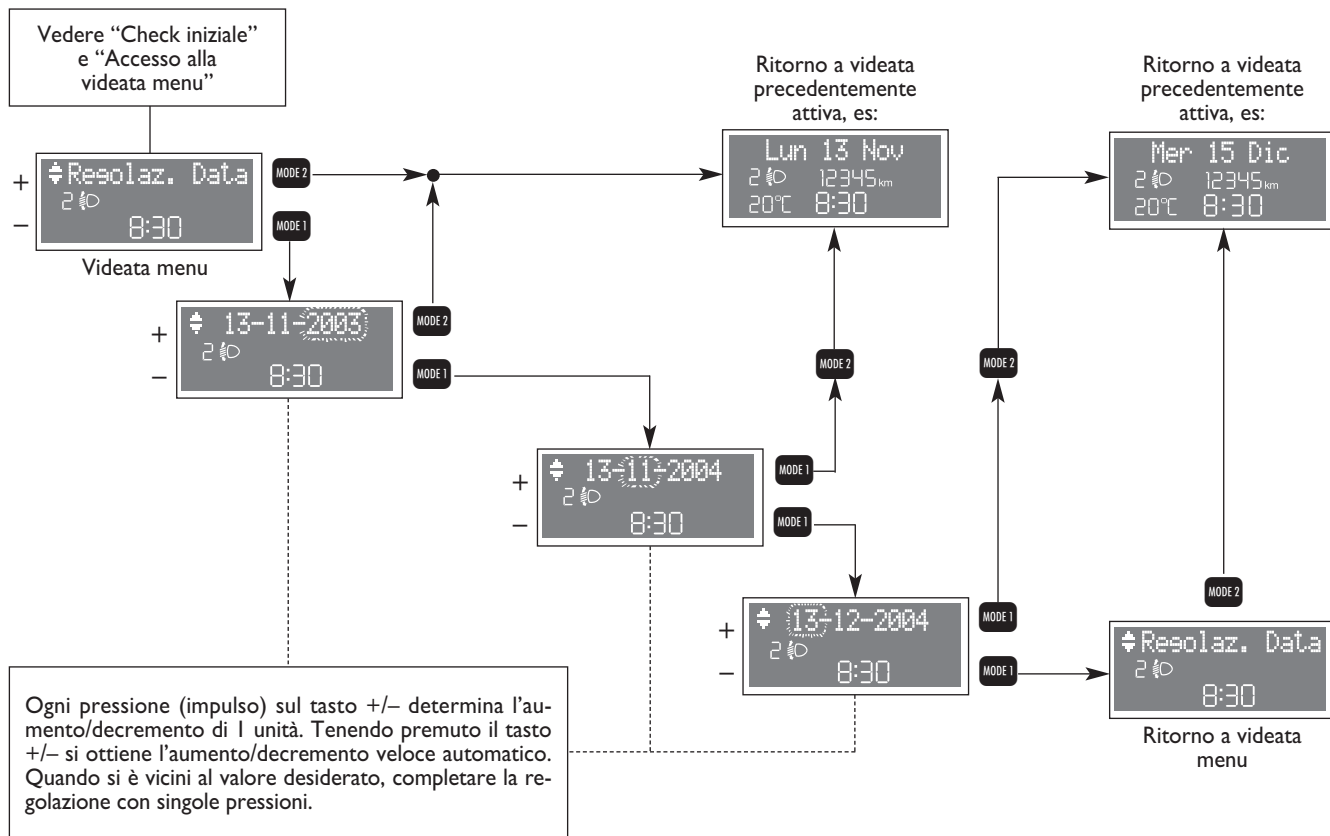 Vedere “Check iniziale”
e “Accesso alla
videata menu”
Ritorno a videata
precedentemente
attiva, es:
Ritorno a videata
precedentemente
attiva, es:
+
–
Regolaz. Data
2
8:30
MODE 2
MODE 1
Videata menu
Lun 13 Nov
2 12345 km
20°C 8:30
Mer 15 Dic
2 12345 km
20°C 8:30
+
–
13-11-2003
2
8:30
MODE 2
MODE 1
MODE 2
MODE 2
+
–
13-11-2004
2
8:30
MODE 1
MODE 1
+
–
13-12-2004
2
8:30
MODE 1
MODE 1
MODE 2
Regolaz. Data
2
8:30
Ritorno a videata
menu
Ogni pressione (impulso) sul tasto +/– determina l’au-
mento/decremento di 1 unità. Tenendo premuto il tasto
+/– si ottiene l’aumento/decremento veloce automatico.
Quando si è vicini al valore desiderato, completare la re-
golazione con singole pressioni.